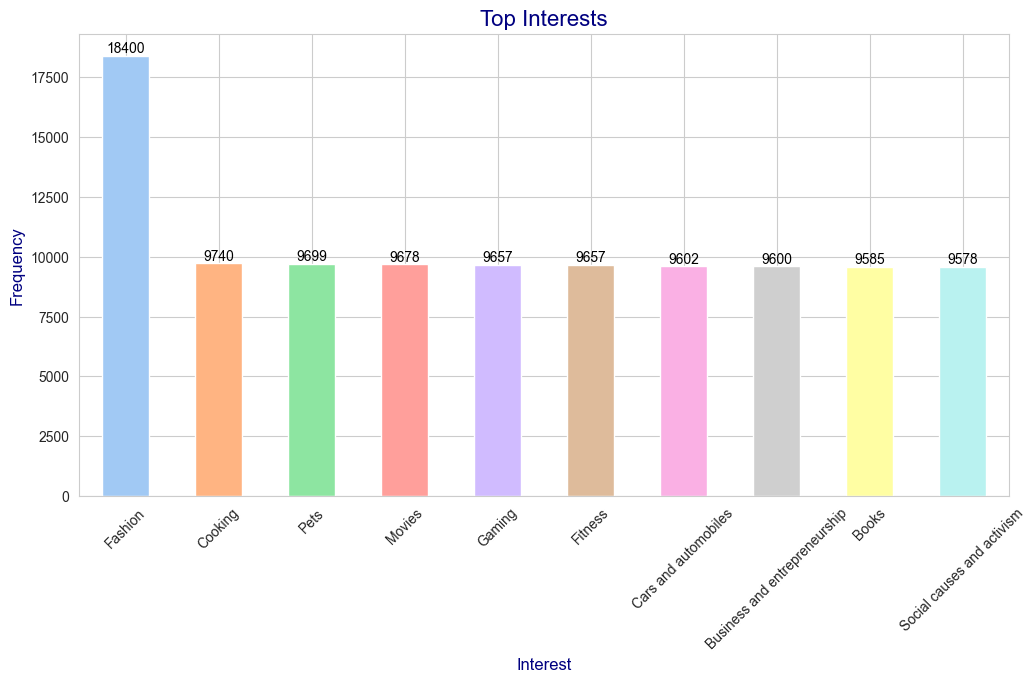 Top Interests
18400
9740
9699
9678
9657
9657
9602
9600
9585
9578
17500
15000
12500
10000
7500
5000
2500
0
Frequency
Fashion
Cooking
Pets
Movies
Gaming
Fitness
Cars and automobiles
Business and entrepreneurship
Books
Social causes and activism
Interest